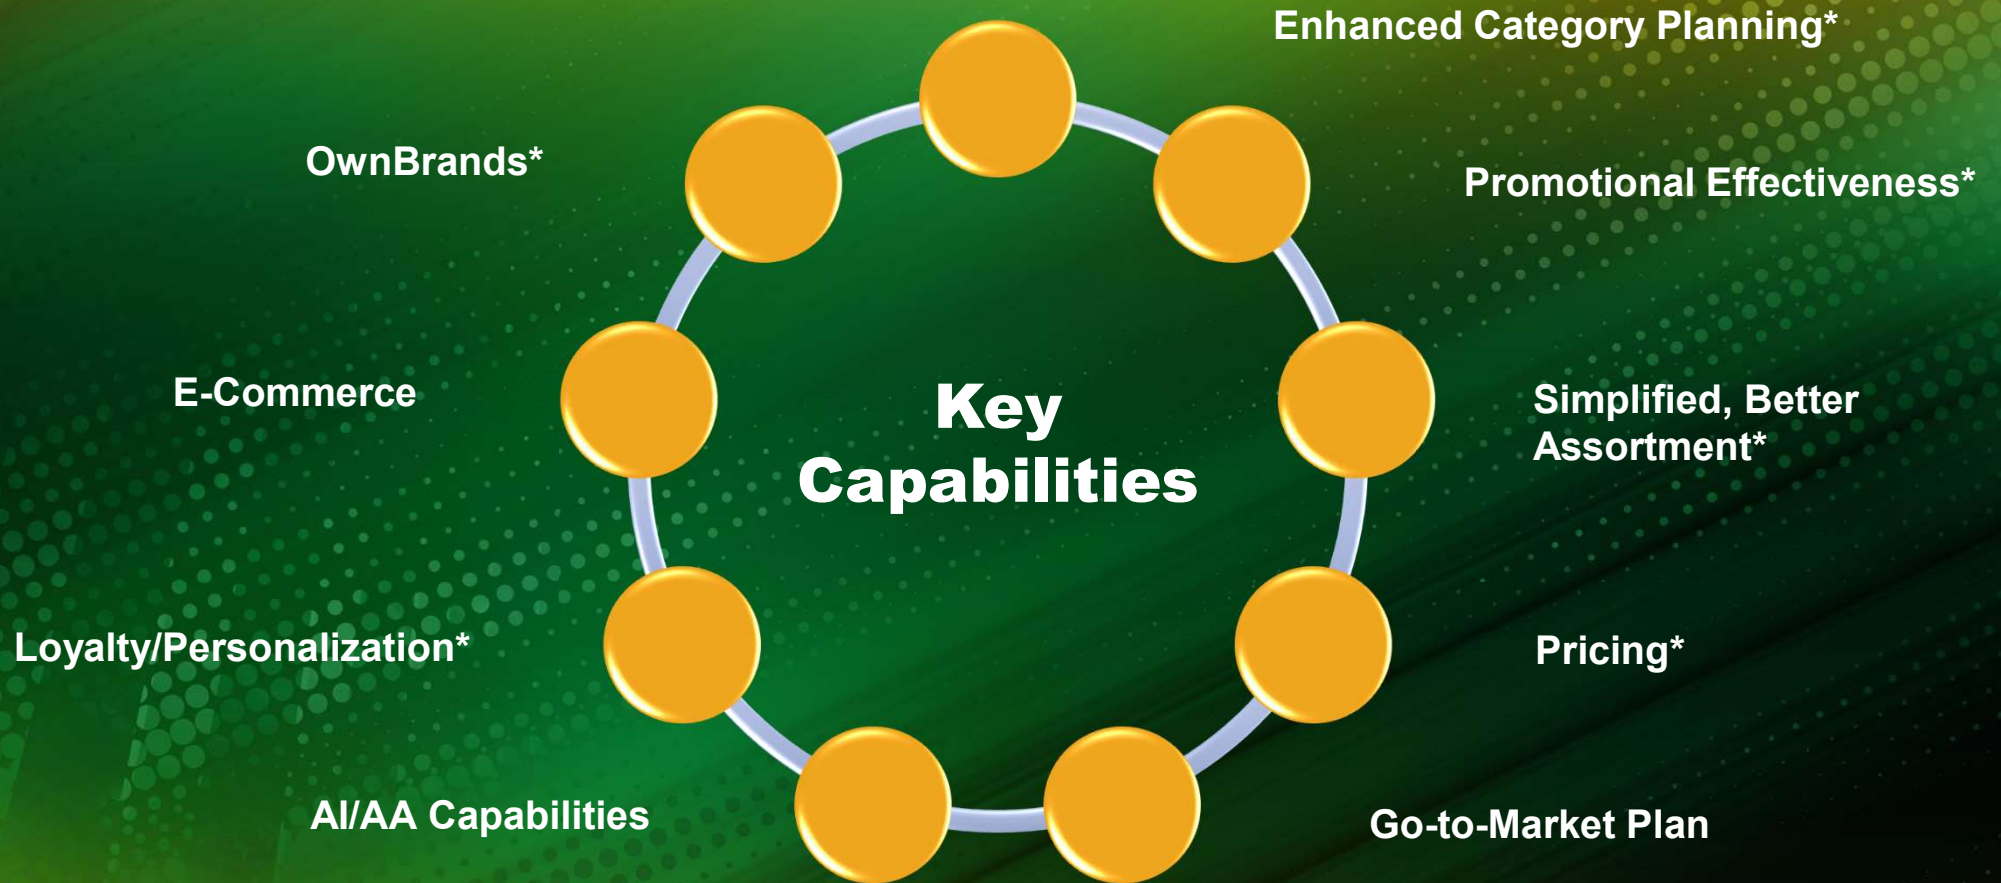 Enhanced Category Planning*
OwnBrands*
Promotional Effectiveness*
E-Commerce
Key
Capabilities
Simplified, Better
Assortment*
Loyalty/Personalization*
Pricing*
AI/AA Capabilities
Go-to-Market Plan